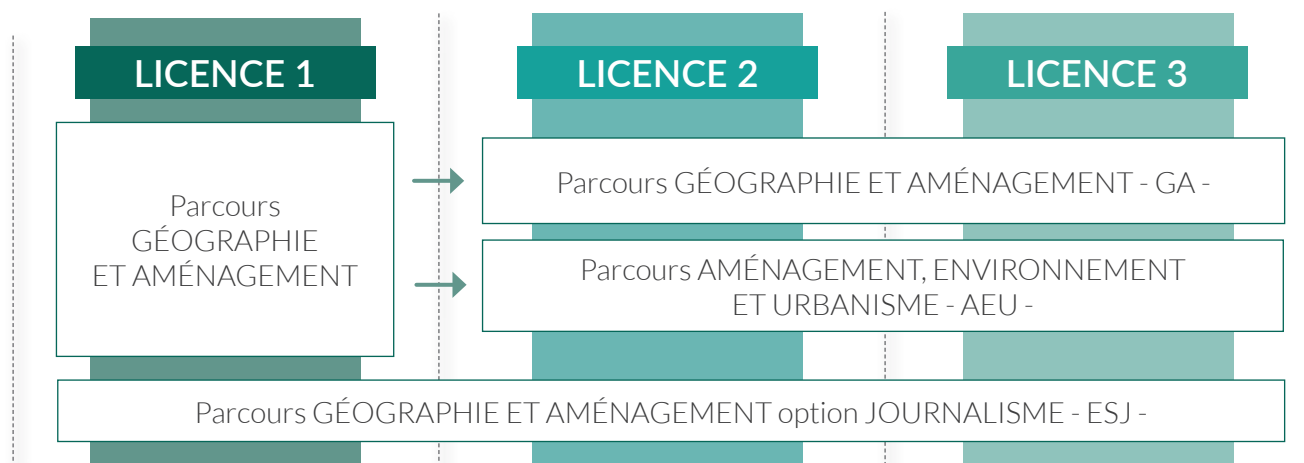 LICENCE 1
LICENCE 2
LICENCE 3
Parcours
GÉOGRAPHIE
ET AMÉNAGEMENT
Parcours GÉOGRAPHIE ET AMÉNAGEMENT - GA -
Parcours AMÉNAGEMENT, ENVIRONNEMENT
ET URBANISME - AEU -
Parcours GÉOGRAPHIE ET AMÉNAGEMENT option JOURNALISME - ESJ -